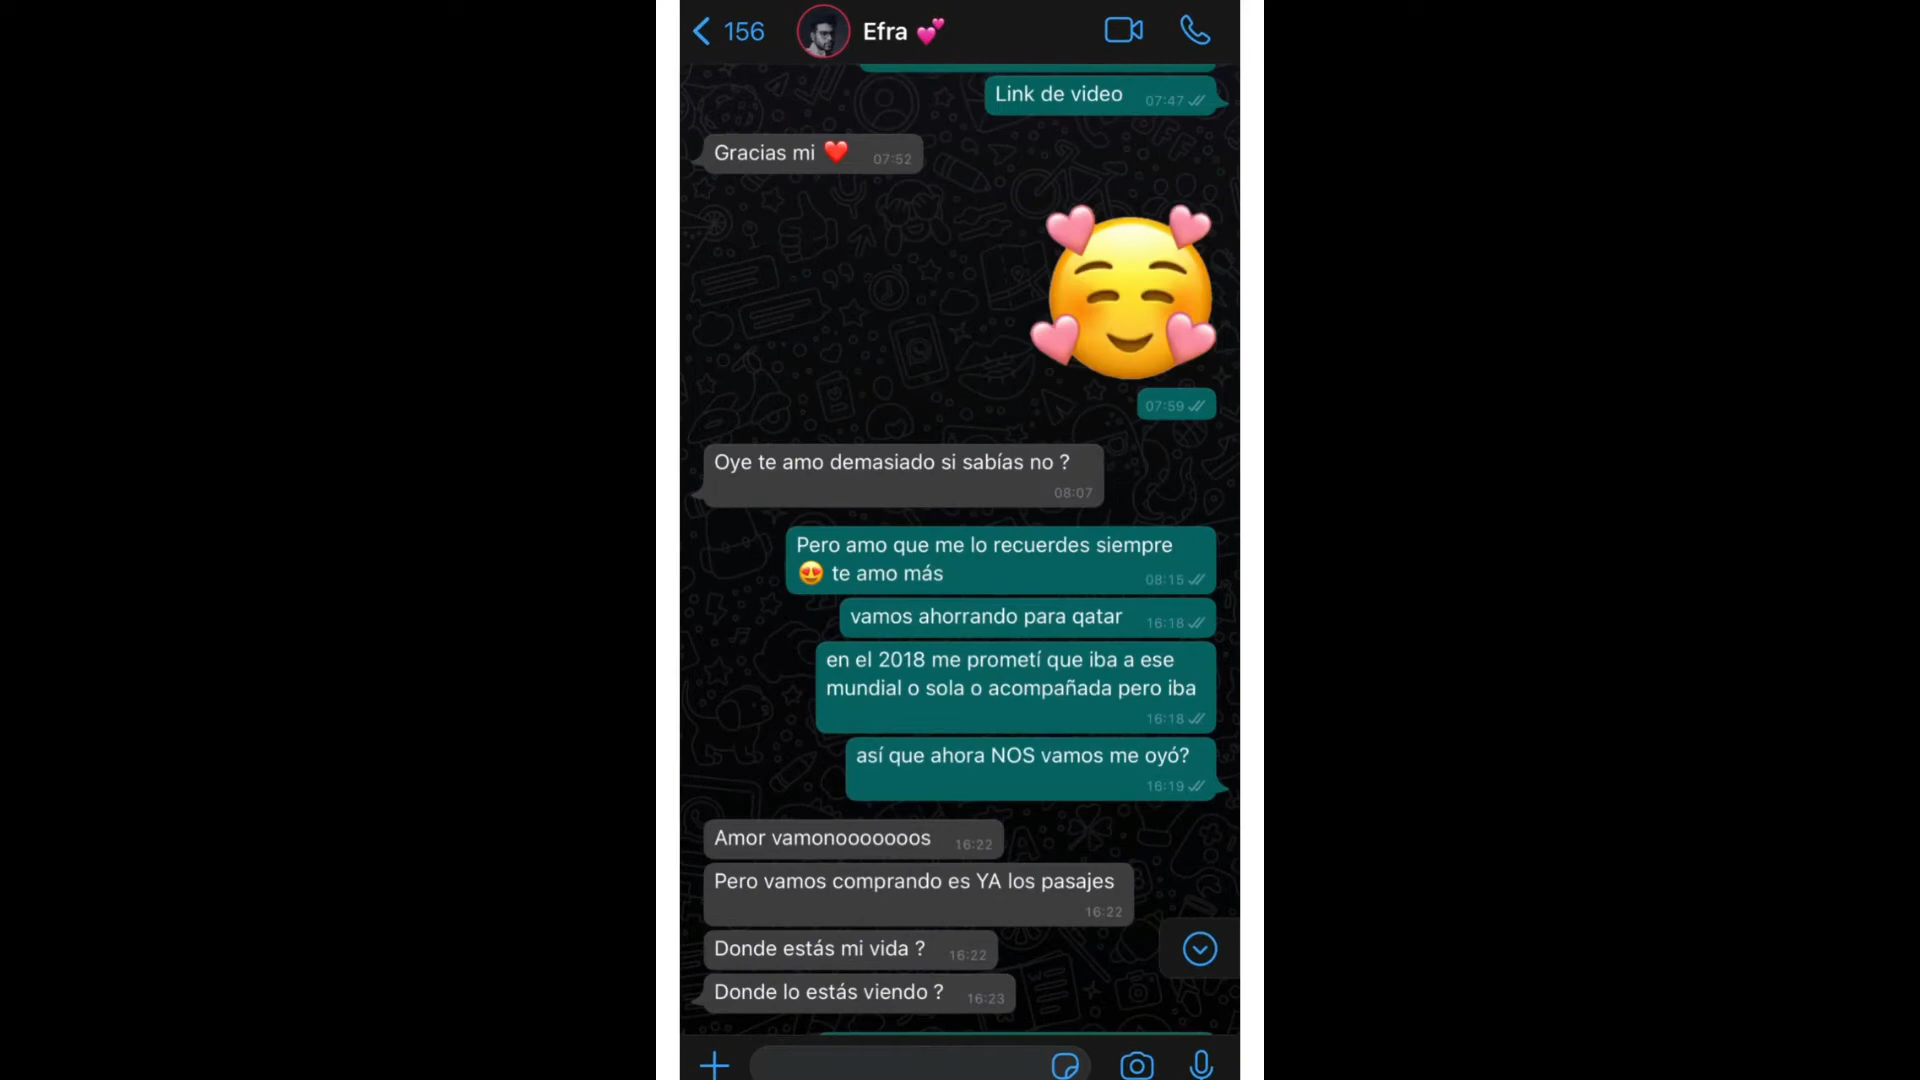 156
Efra 💕
Link de video 07:47
Gracias mi ❤️ 07:52
07:59
Oye te amo demasiado si sabías no ?
08:07
Pero amo que me lo recuerdes siempre
😍 te amo más 08:15
vamos ahorrando para qatar 16:18
en el 2018 me prometí que iba a ese
mundial o sola o acompañada pero iba
16:18
así que ahora NOS vamos me oyó?
16:19
Amor vamonooooooos 16:22
Pero vamos comprando es YA los pasajes
16:22
Donde estás mi vida ? 16:22
Donde lo estás viendo ? 16:23